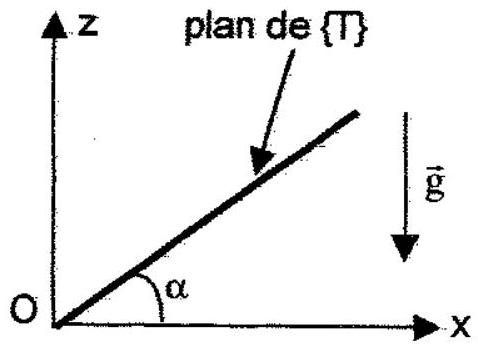 z
plan de {T}
g⃗
α
O
x